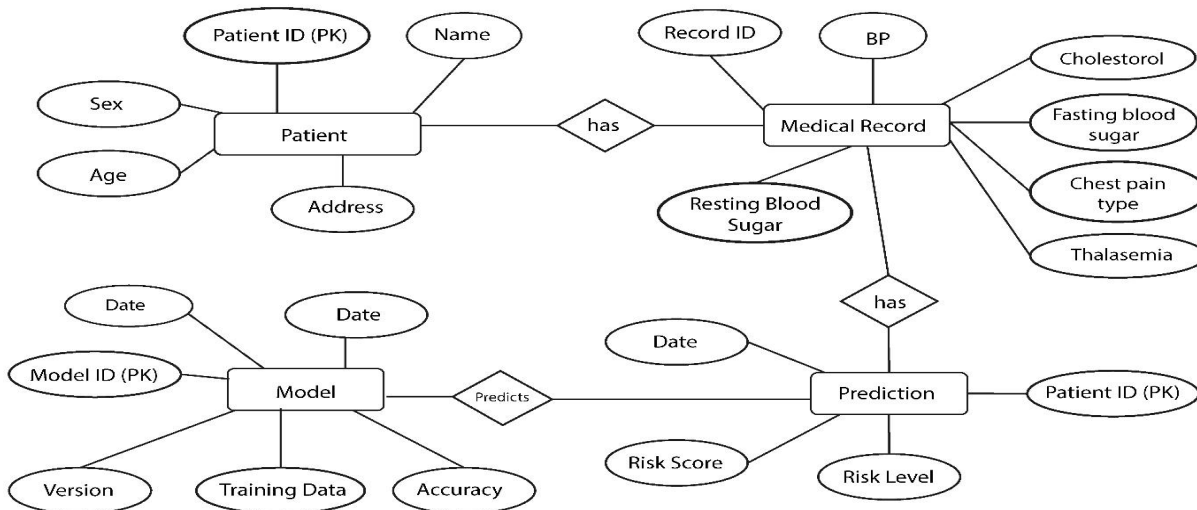 Patient ID (PK)
Name
Record ID
BP
Cholestorol
Sex
Patient
has
Medical Record
Fasting blood
sugar
Age
Address
Resting Blood
Sugar
Chest pain
type
Thalasemia
Date
Date
has
Date
Model ID (PK)
Model
Predicts
Prediction
Patient ID (PK)
Version
Training Data
Accuracy
Risk Score
Risk Level